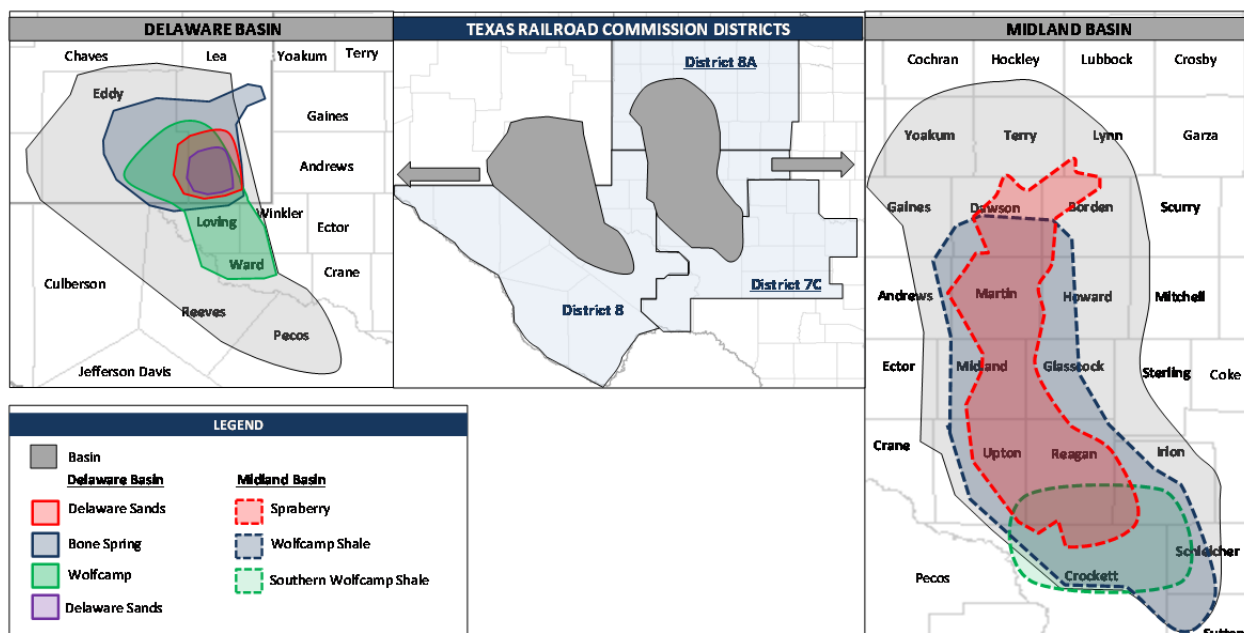 DELAWARE BASIN
Chaves
Lea
Yoakum
Terry
Eddy
Gaines
Andrews
Loving
Winkler
Ector
Ward
Crane
Culberson
Reeves
Pecos
Jefferson Davis
TEXAS RAILROAD COMMISSION DISTRICTS
District 8A
District 7C
District 8
MIDLAND BASIN
Cochran
Hockley
Lubbock
Crosby
Yoakum
Terry
Lynn
Garza
Gaines
Dawson
Borden
Scurry
Andrews
Martin
Howard
Mitchell
Ector
Midland
Glasscock
Sterling
Coke
Crane
Upton
Reagan
Irion
Schleicher
Pecos
Crockett
Sutton
LEGEND
Basin
Delaware Basin
Midland Basin
Delaware Sands
Spraberry
Bone Spring
Wolfcamp Shale
Wolfcamp
Southern Wolfcamp Shale
Delaware Sands